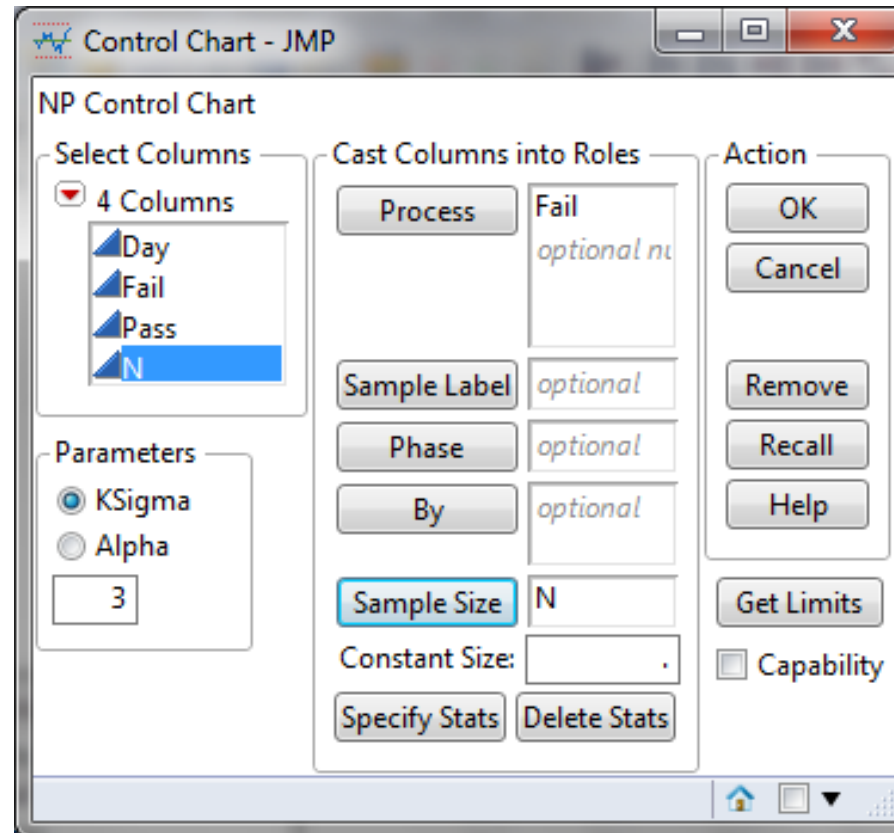 Control Chart - JMP
NP Control Chart
Select Columns
4 Columns
Day
Fail
Pass
N
Parameters
KSigma
Alpha
3
Cast Columns into Roles
Process
Fail
optional
Sample Label
optional
Phase
optional
By
optional
Sample Size
N
Constant Size:
.
Specify Stats
Delete Stats
Action
OK
Cancel
Remove
Recall
Help
Get Limits
Capability